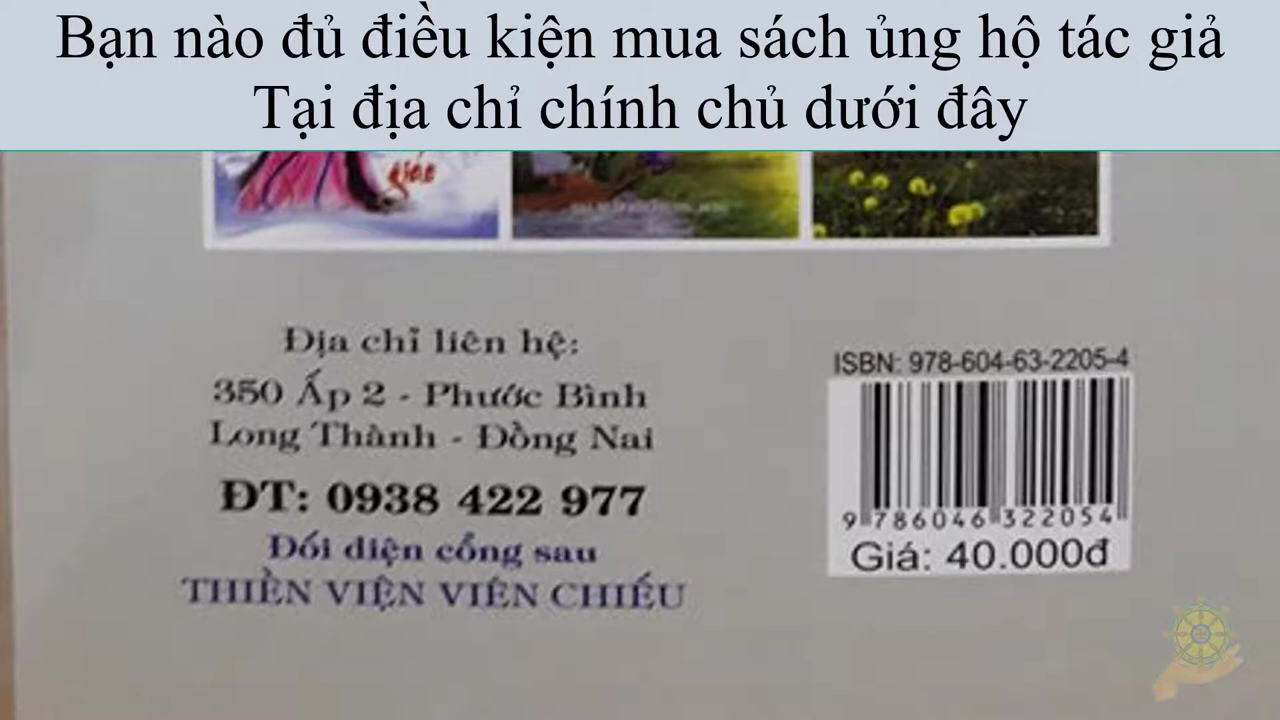 Bạn nào đủ điều kiện mua sách ủng hộ tác giả
Tại địa chỉ chính chủ dưới đây
giác
Địa chỉ liên hệ:
350 Ấp 2 - Phước Bình
Long Thành - Đồng Nai
ĐT: 0938 422 977
Đối diện cổng sau
THIỀN VIỆN VIÊN CHIẾU
ISBN: 978-604-63-2205-4
9 786046 322054
Giá: 40.000đ